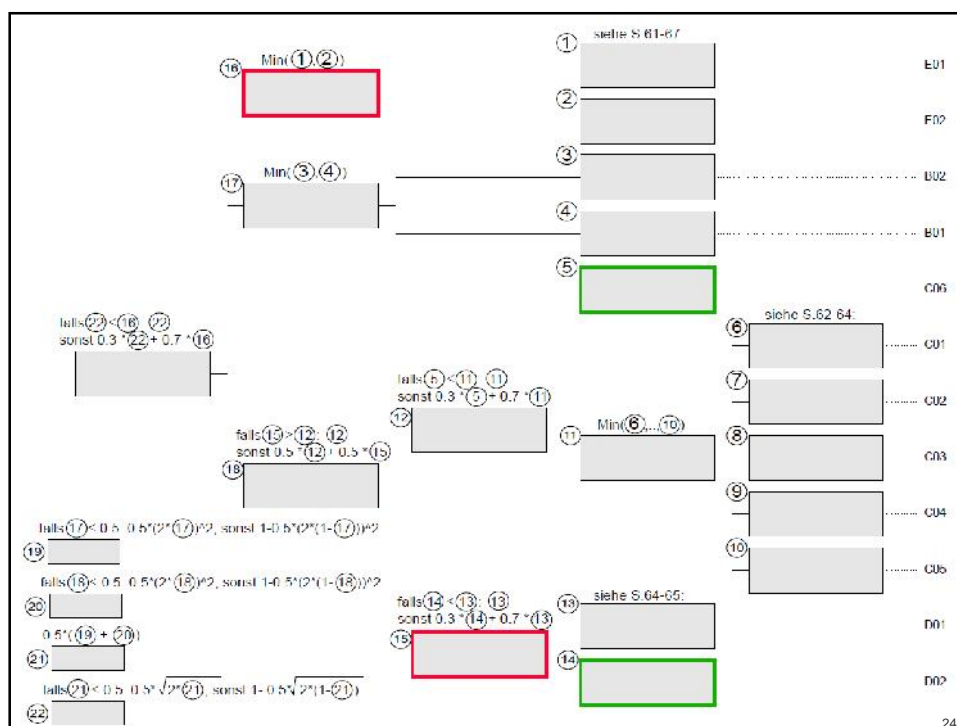 siehe S.61-67
① E01
Min(①,②)
⑯
② E02
③ B02
Min(③,④)
⑰
④ B01
⑤ C06
falls ㉒<⑯ ㉒
sonst 0.3 *㉒+ 0.7 *⑯
siehe S.62 64:
⑥ C01
falls ⑤<⑪ ⑪
sonst 0.3 *⑤+ 0.7 *⑪
⑦ C02
⑫
Min(⑥,..,⑩)
⑪
⑧ C03
falls ⑮>⑫: ⑫
sonst 0.5 *⑫+ 0.5 *⑮
⑱
⑨ C04
falls ⑰< 0.5 0.5*(2*⑰)^2, sonst 1-0.5*(2*(1-⑰))^2
⑲
⑩ C05
falls ⑱< 0.5 0.5*(2*⑱)^2, sonst 1-0.5*(2*(1-⑱))^2
⑳
falls ⑭<⑬: ⑬
sonst 0.3 *⑭+ 0.7 *⑬
⑮
siehe S.64-65:
⑬ D01
0.5*(⑲ + ⑳)
㉑
⑭ D02
falls ㉑< 0.5 0.5*√2*㉑, sonst 1- 0.5√2*(1-㉑)
㉒
24